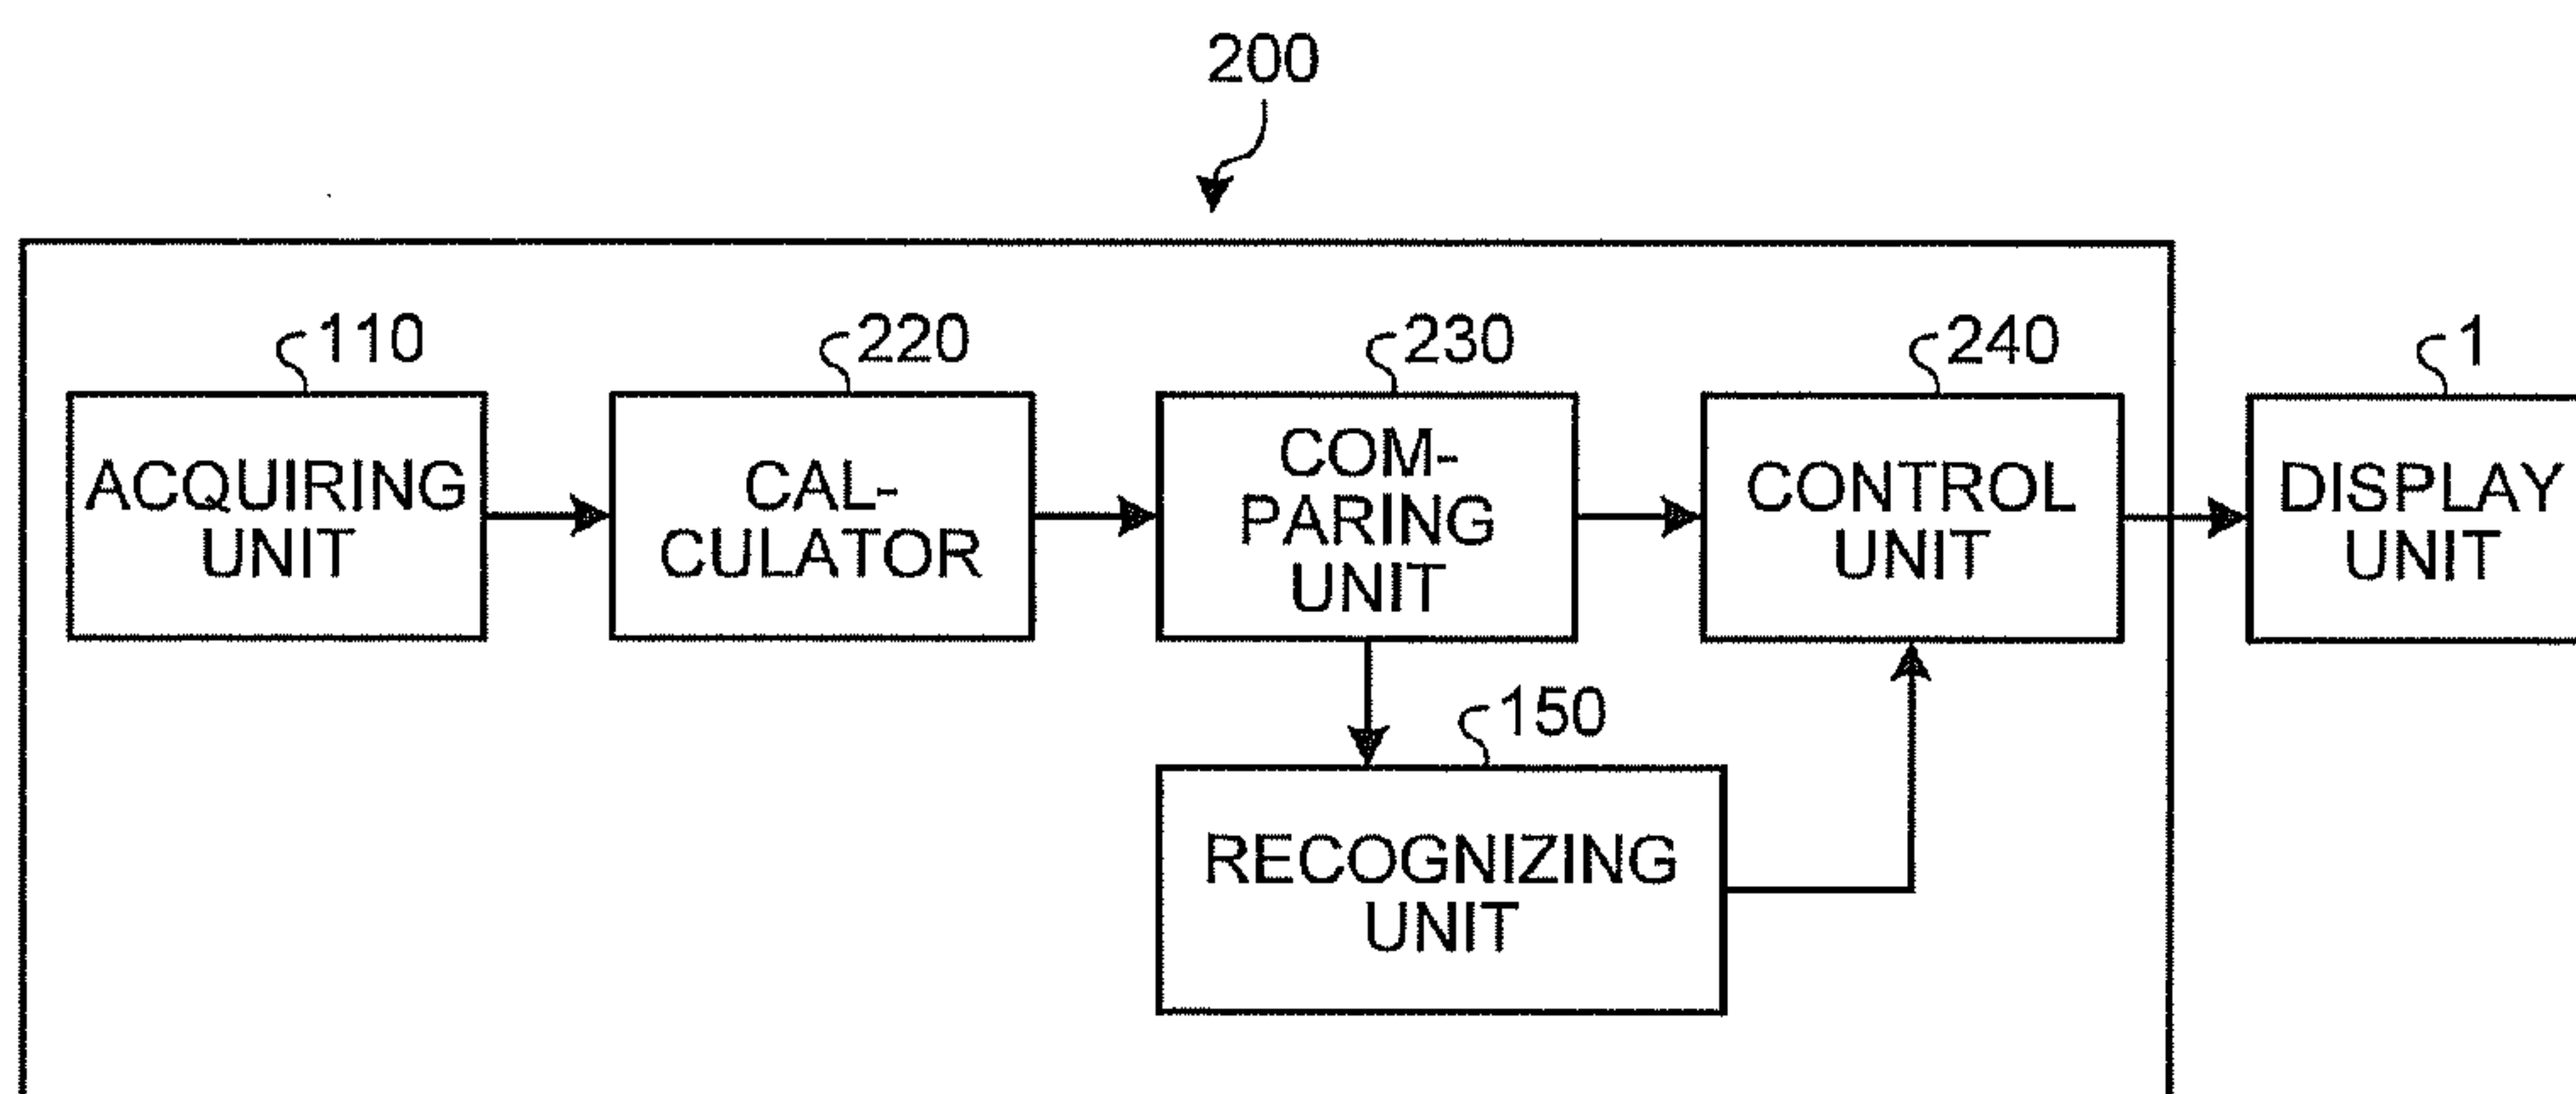 200
110
220
230
240
1
ACQUIRING
UNIT
CAL-
CULATOR
COM-
PARING
UNIT
CONTROL
UNIT
DISPLAY
UNIT
150
RECOGNIZING
UNIT